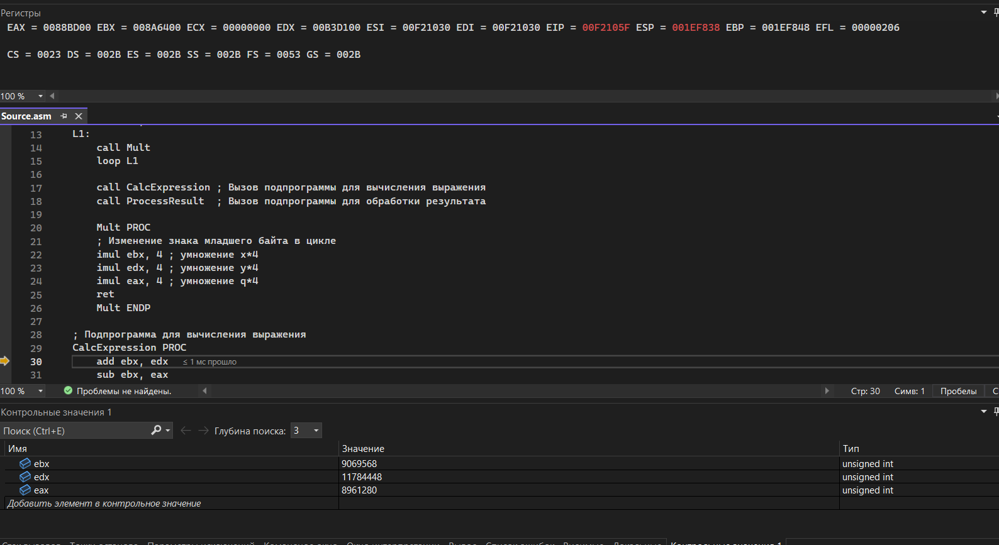 Регистры
EAX = 0088BD00 EBX = 008A6400 ECX = 00000000 EDX = 00B3D100 ESI = 00F21030 EDI = 00F21030 EIP = 00F2105F ESP = 001EF838 EBP = 001EF848 EFL = 00000206
CS = 0023 DS = 002B ES = 002B SS = 002B FS = 0053 GS = 002B
100 %
Source.asm
13 L1:
14 call Mult
15 loop L1
16
17 call CalcExpression ; Вызов подпрограммы для вычисления выражения
18 call ProcessResult ; Вызов подпрограммы для обработки результата
19
20 Mult PROC
21 ; Изменение знака младшего байта в цикле
22 imul ebx, 4 ; умножение x*4
23 imul edx, 4 ; умножение y*4
24 imul eax, 4 ; умножение q*4
25 ret
26 Mult ENDP
27
28 ; Подпрограмма для вычисления выражения
29 CalcExpression PROC
30 add ebx, edx ≤ 1 мс прошло
31 sub ebx, eax
100 % Проблемы не найдены. Стр: 30 Симв: 1 Пробелы
Контрольные значения 1
Поиск (Ctrl+E) Глубина поиска: 3
Имя Значение Тип
ebx 9069568 unsigned int
edx 11784448 unsigned int
eax 8961280 unsigned int
Добавить элемент в контрольное значение
Контрольные значения 1